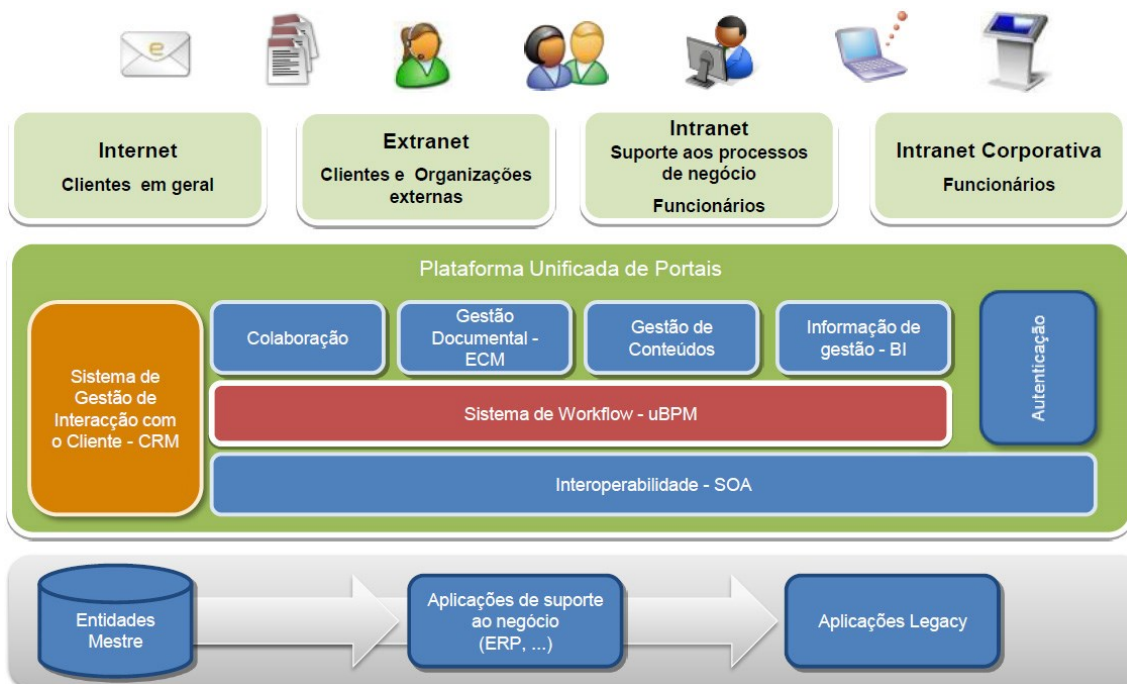 e
Internet
Clientes em geral
Extranet
Clientes e Organizações
externas
Intranet
Suporte aos processos
de negócio
Funcionários
Intranet Corporativa
Funcionários
Plataforma Unificada de Portais
Sistema de
Gestão de
Interacção com
o Cliente - CRM
Colaboração
Gestão
Documental -
ECM
Gestão de
Conteúdos
Informação de
gestão - BI
Autenticação
Sistema de Workflow - uBPM
Interoperabilidade - SOA
Entidades
Mestre
Aplicações de suporte
ao negócio
(ERP, ...)
Aplicações Legacy